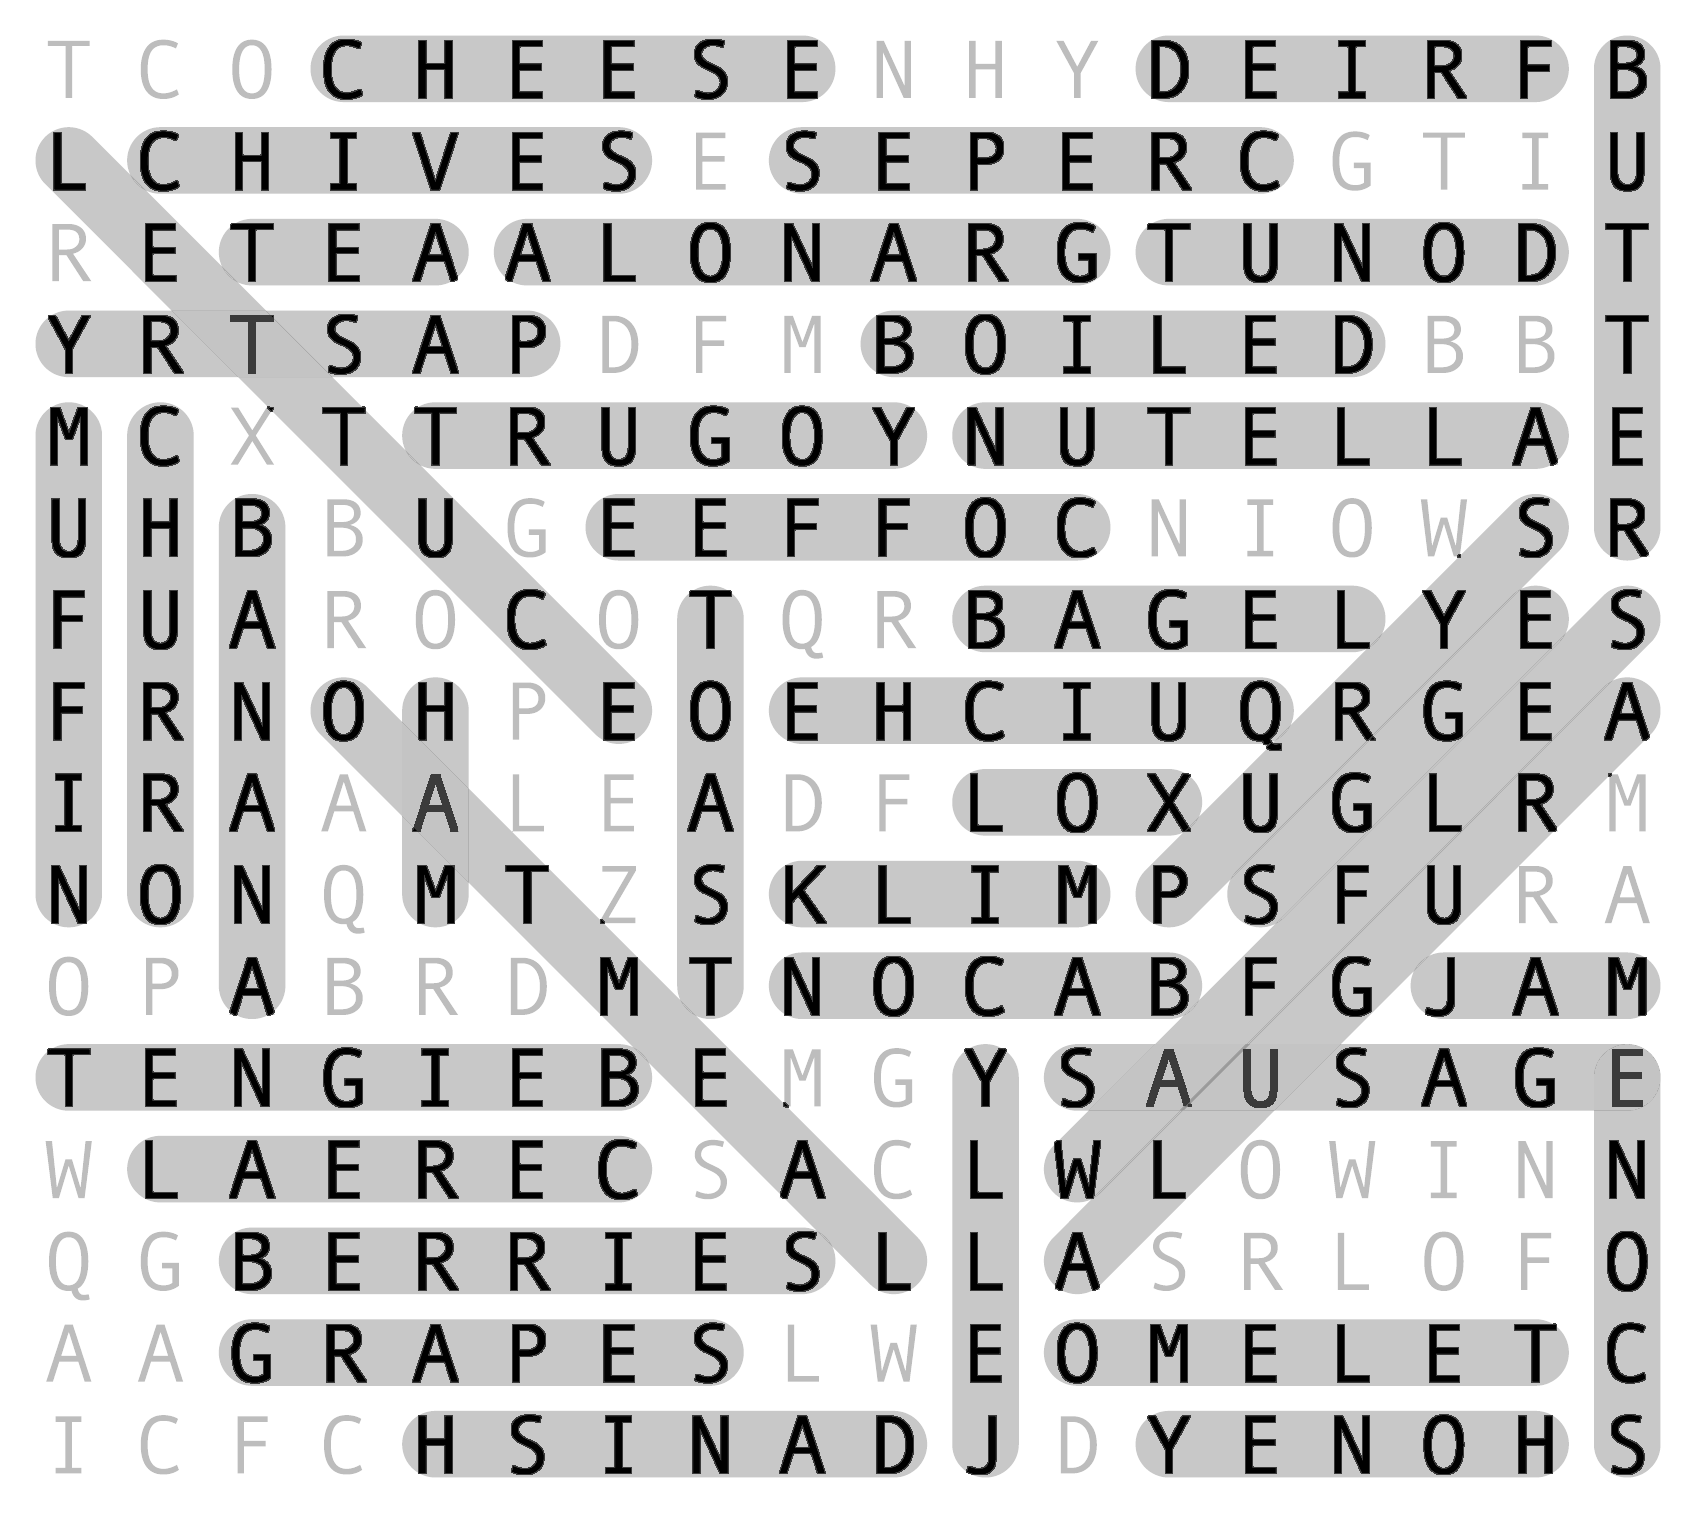 T C O C H E E S E N H Y D E I R F B
L C H I V E S E S E P E R C G T I U
R E T E A A L O N A R G T U N O D T
Y R T S A P D F M B O I L E D B B T
M C X T T R U G O Y N U T E L L A E
U H B B U G E E F F O C N I O W S R
F U A R O C O T Q R B A G E L Y E S
F R N O H P E O E H C I U Q R G E A
I R A A A L E A D F L O X U G L R M
N O N Q M T Z S K L I M P S F U R A
O P A B R D M T N O C A B F G J A M
T E N G I E B E M G Y S A U S A G E
W L A E R E C S A C L W L O W I N N
Q G B E R R I E S L L A S R L O F O
A A G R A P E S L W E O M E L E T C
I C F C H S I N A D J D Y E N O H S